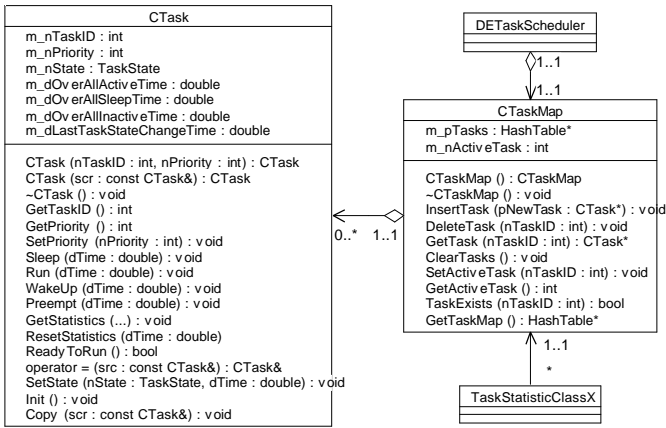 CTask
m_nTaskID : int
m_nPriority : int
m_nState : TaskState
m_dOverAllActiveTime : double
m_dOverAllSleepTime : double
m_dOverAllInactiveTime : double
m_dLastTaskStateChangeTime : double
CTask (nTaskID : int, nPriority : int) : CTask
CTask (scr : const CTask&) : CTask
~CTask () : void
GetTaskID () : int
GetPriority () : int
SetPriority (nPriority : int) : void
Sleep (dTime : double) : void
Run (dTime : double) : void
WakeUp (dTime : double) : void
Preempt (dTime : double) : void
GetStatistics (...) : void
ResetStatistics (dTime : double)
ReadyToRun () : bool
operator = (src : const CTask&) : CTask&
SetState (nState : TaskState, dTime : double) : void
Init () : void
Copy (scr : const CTask&) : void
0..* 1..1
DETaskScheduler
1..1
1..1
CTaskMap
m_pTasks : HashTable*
m_nActiveTask : int
CTaskMap () : CTaskMap
~CTaskMap () : void
InsertTask (pNewTask : CTask*) : void
DeleteTask (nTaskID : int) : void
GetTask (nTaskID : int) : CTask*
ClearTasks () : void
SetActiveTask (nTaskID : int) : void
GetActiveTask () : int
TaskExists (nTaskID : int) : bool
GetTaskMap () : HashTable*
1..1
*
TaskStatisticClassX